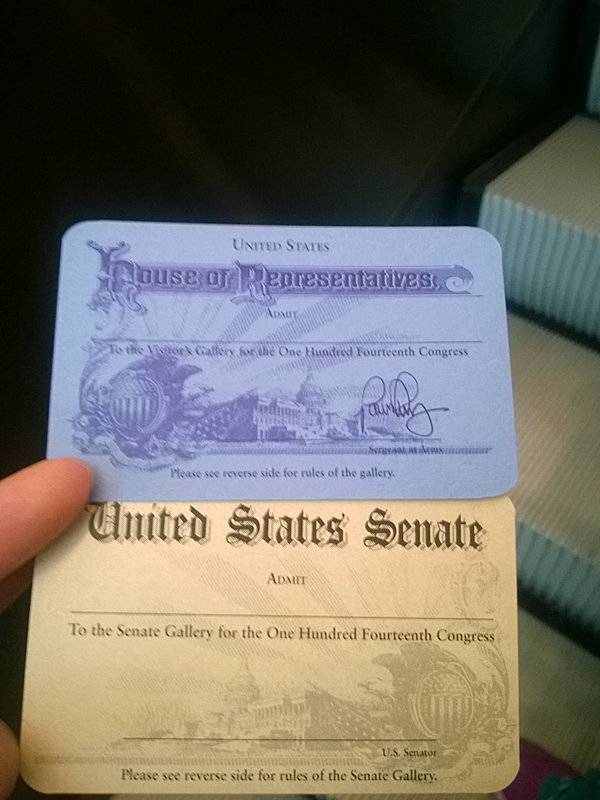 UNITED STATES
House of Representatives,
ADMIT
To the Visitor's Gallery for the One Hundred Fourteenth Congress
Sergeant at Arms
Please see reverse side for rules of the gallery.
United States Senate
ADMIT
To the Senate Gallery for the One Hundred Fourteenth Congress
U.S. Senator
Please see reverse side for rules of the Senate Gallery.